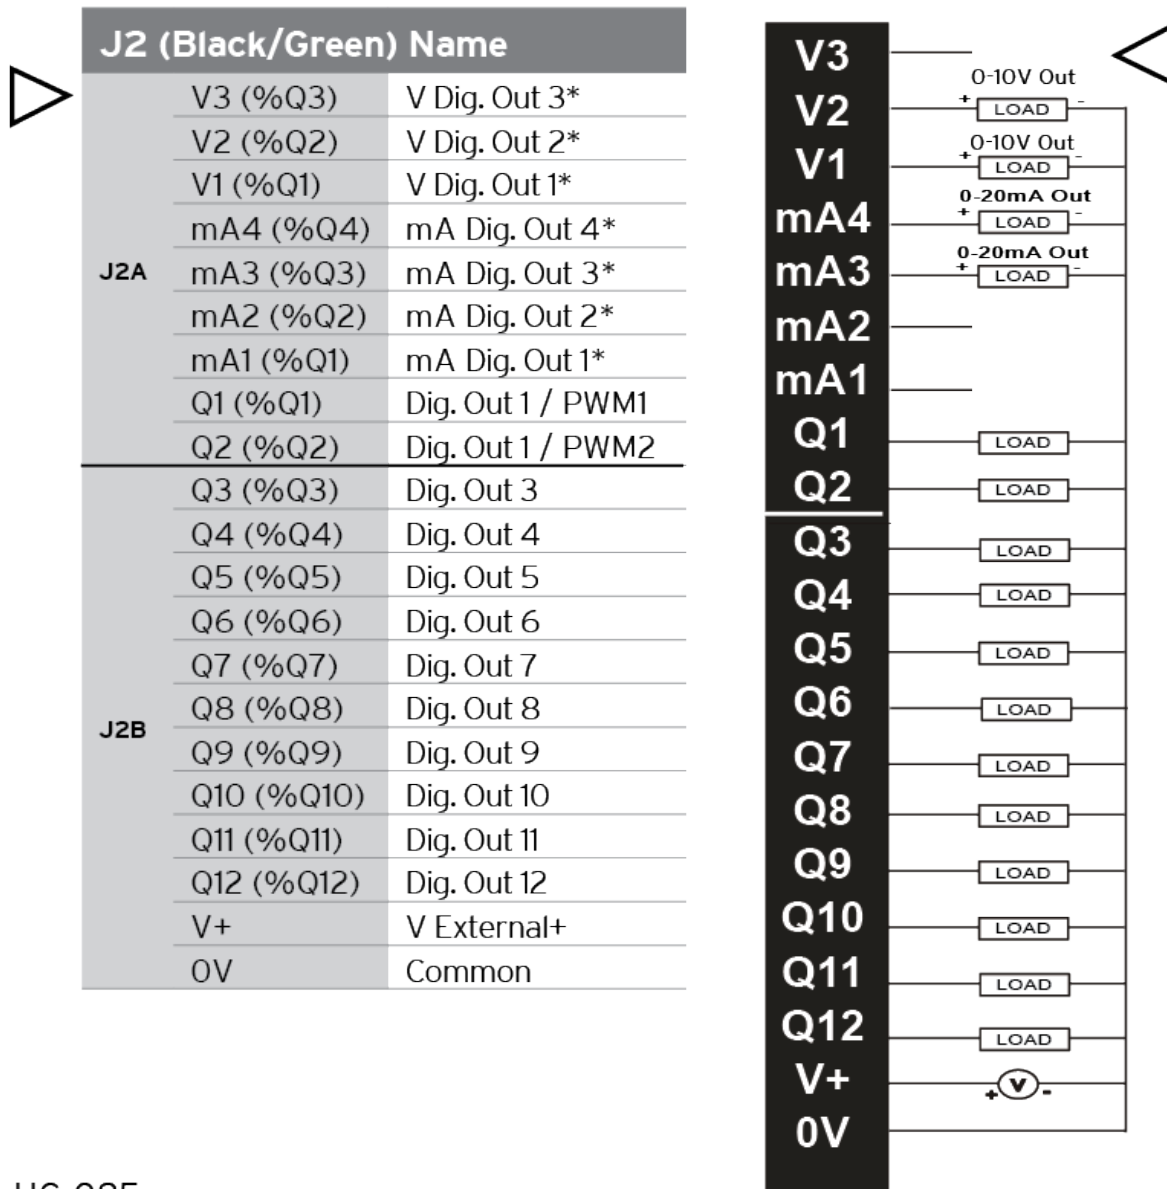 J2 (Black/Green) Name
V3 (%Q3) V Dig. Out 3*
V2 (%Q2) V Dig. Out 2*
V1 (%Q1) V Dig. Out 1*
mA4 (%Q4) mA Dig. Out 4*
J2A mA3 (%Q3) mA Dig. Out 3*
mA2 (%Q2) mA Dig. Out 2*
mA1 (%Q1) mA Dig. Out 1*
Q1 (%Q1) Dig. Out 1 / PWM1
Q2 (%Q2) Dig. Out 1 / PWM2
Q3 (%Q3) Dig. Out 3
Q4 (%Q4) Dig. Out 4
Q5 (%Q5) Dig. Out 5
Q6 (%Q6) Dig. Out 6
Q7 (%Q7) Dig. Out 7
Q8 (%Q8) Dig. Out 8
J2B
Q9 (%Q9) Dig. Out 9
Q10 (%Q10) Dig. Out 10
Q11 (%Q11) Dig. Out 11
Q12 (%Q12) Dig. Out 12
V+ V External+
0V Common
V3
0-10V Out
V2 + LOAD -
0-10V Out
V1 + LOAD -
0-20mA Out
mA4 + LOAD -
0-20mA Out
mA3 + LOAD -
mA2
mA1
Q1 LOAD
Q2 LOAD
Q3 LOAD
Q4 LOAD
Q5 LOAD
Q6 LOAD
Q7 LOAD
Q8 LOAD
Q9 LOAD
Q10 LOAD
Q11 LOAD
Q12 LOAD
V+ + V -
0V